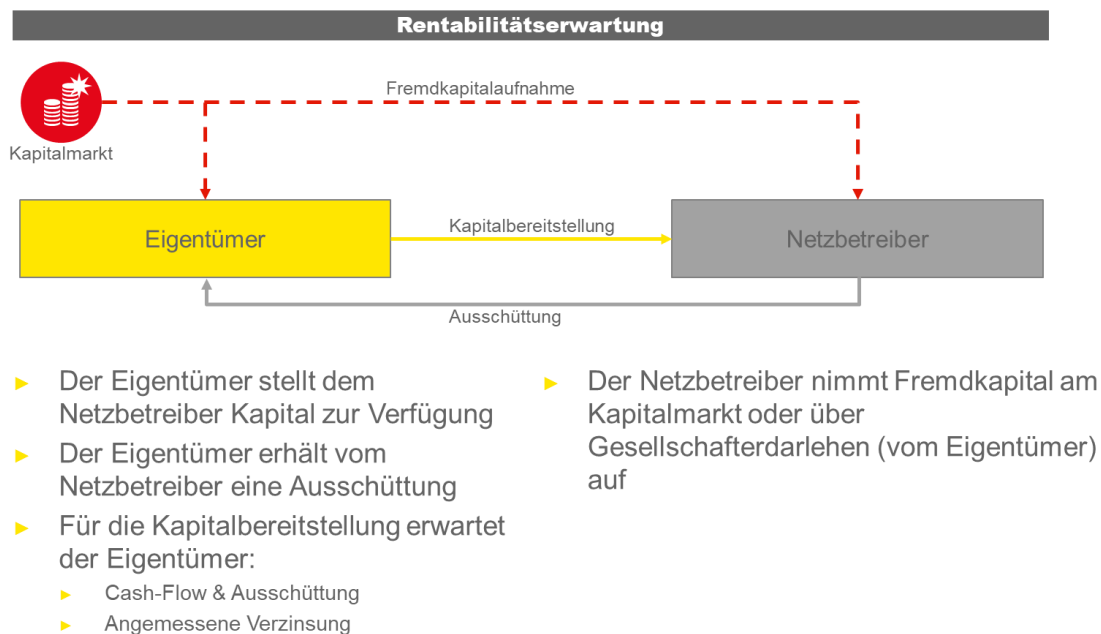 Rentabilitätserwartung
Fremdkapitalaufnahme
Kapitalmarkt
Eigentümer
Kapitalbereitstellung
Netzbetreiber
Ausschüttung
► Der Eigentümer stellt dem
Netzbetreiber Kapital zur Verfügung
► Der Eigentümer erhält vom
Netzbetreiber eine Ausschüttung
► Für die Kapitalbereitstellung erwartet
der Eigentümer:
► Cash-Flow & Ausschüttung
► Angemessene Verzinsung
► Der Netzbetreiber nimmt Fremdkapital am
Kapitalmarkt oder über
Gesellschafterdarlehen (vom Eigentümer)
auf